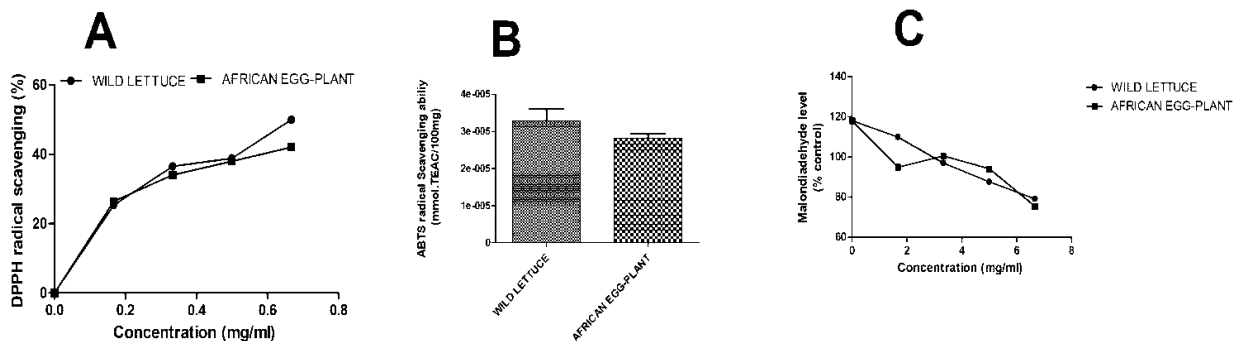 A
WILD LETTUCE
AFRICAN EGG-PLANT
DPPH radical scavenging (%)
60
40
20
0
0.0
0.2
0.4
0.6
0.8
Concentration (mg/ml)
B
ABTS radical Scavenging abiliy
(mmol.TEAC/100mg)
4e-005
3e-005
2e-005
1e-005
0
WILD LETTUCE
AFRICAN EGG-PLANT
C
WILD LETTUCE
AFRICAN EGG-PLANT
Malondiadehyde level
(% control)
140
120
100
80
60
0
2
4
6
8
Concentration (mg/ml)